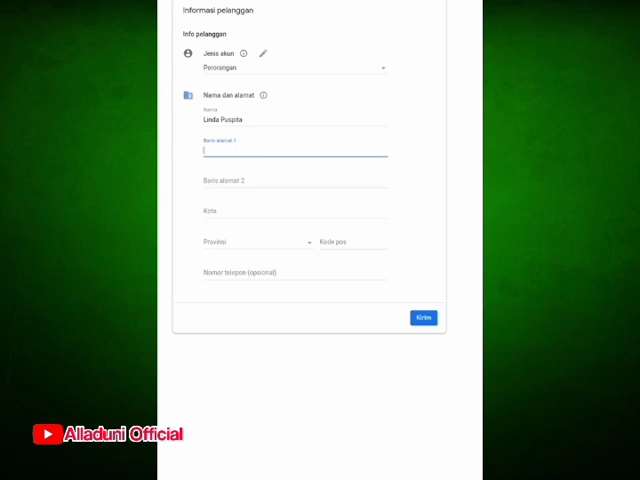 Informasi pelanggan
Info pelanggan
Jenis akun
Perorangan
Nama dan alamat
Nama
Linda Puspita
Baris alamat 1
Baris alamat 2
Kota
Provinsi
Kode pos
Nomor telepon (opsional)
Kirim
Alladuni Official